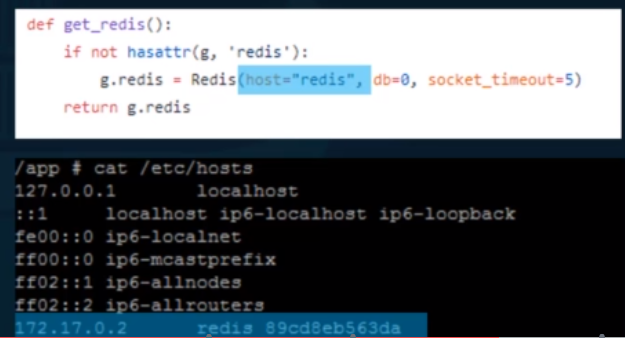 def get_redis():
if not hasattr(g, 'redis'):
g.redis = Redis(host="redis", db=0, socket_timeout=5)
return g.redis
/app # cat /etc/hosts
127.0.0.1 localhost
::1 localhost ip6-localhost ip6-loopback
fe00::0 ip6-localnet
ff00::0 ip6-mcastprefix
ff02::1 ip6-allnodes
ff02::2 ip6-allrouters
172.17.0.2 redis 89cd8eb563da